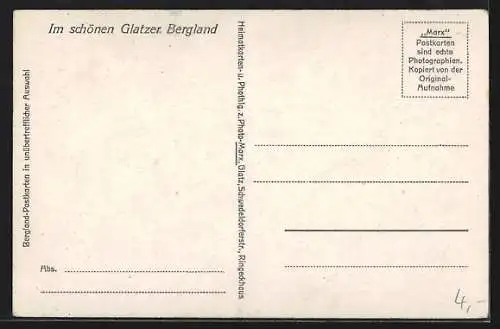 Im schönen Glatzer Bergland
Bergland-Postkarten in unübertrefflicher Auswahl
Abs.
Heimatkarten- u. Phothlg. z. Photo-Marx, Glatz, Schwedeldorferstr., Ringeckhaus
„Marx"
Postkarten
sind echte
Photographien.
Kopiert von der
Original-
Aufnahme
4,-